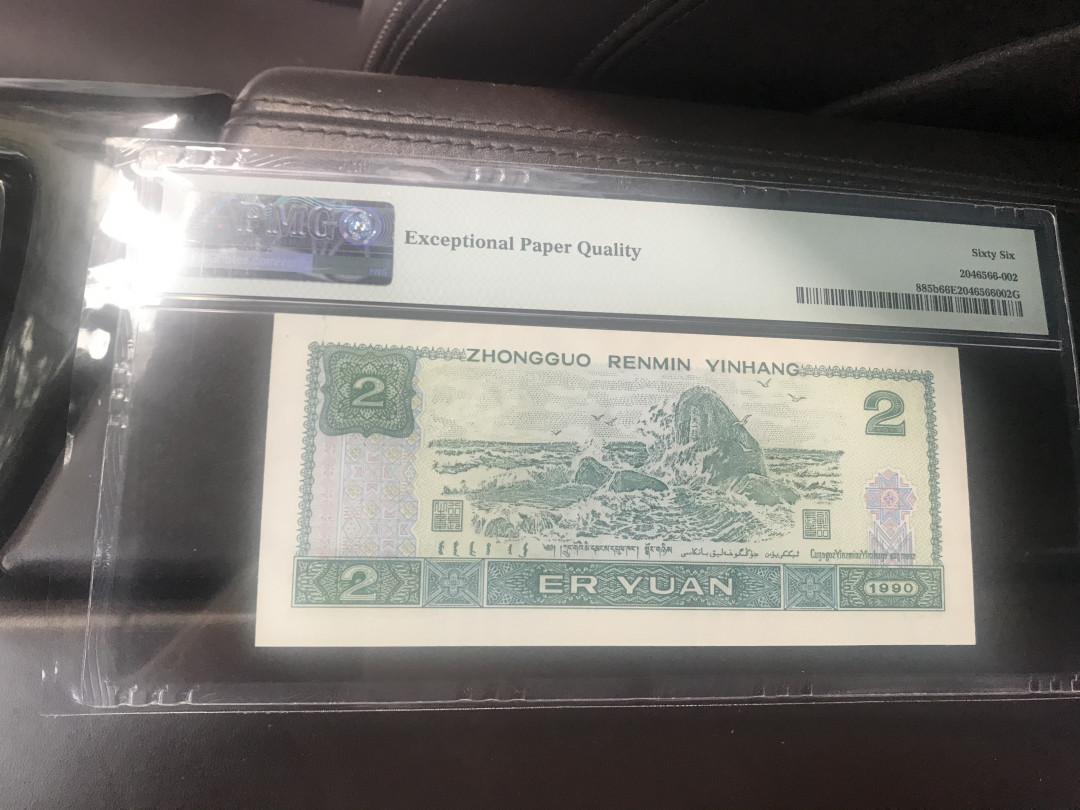 PMG
Exceptional Paper Quality
Sixty Six
2046566-002
885b66E2046566002G
ZHONGGUO RENMIN YINHANG
2
2
2
ER YUAN
1990